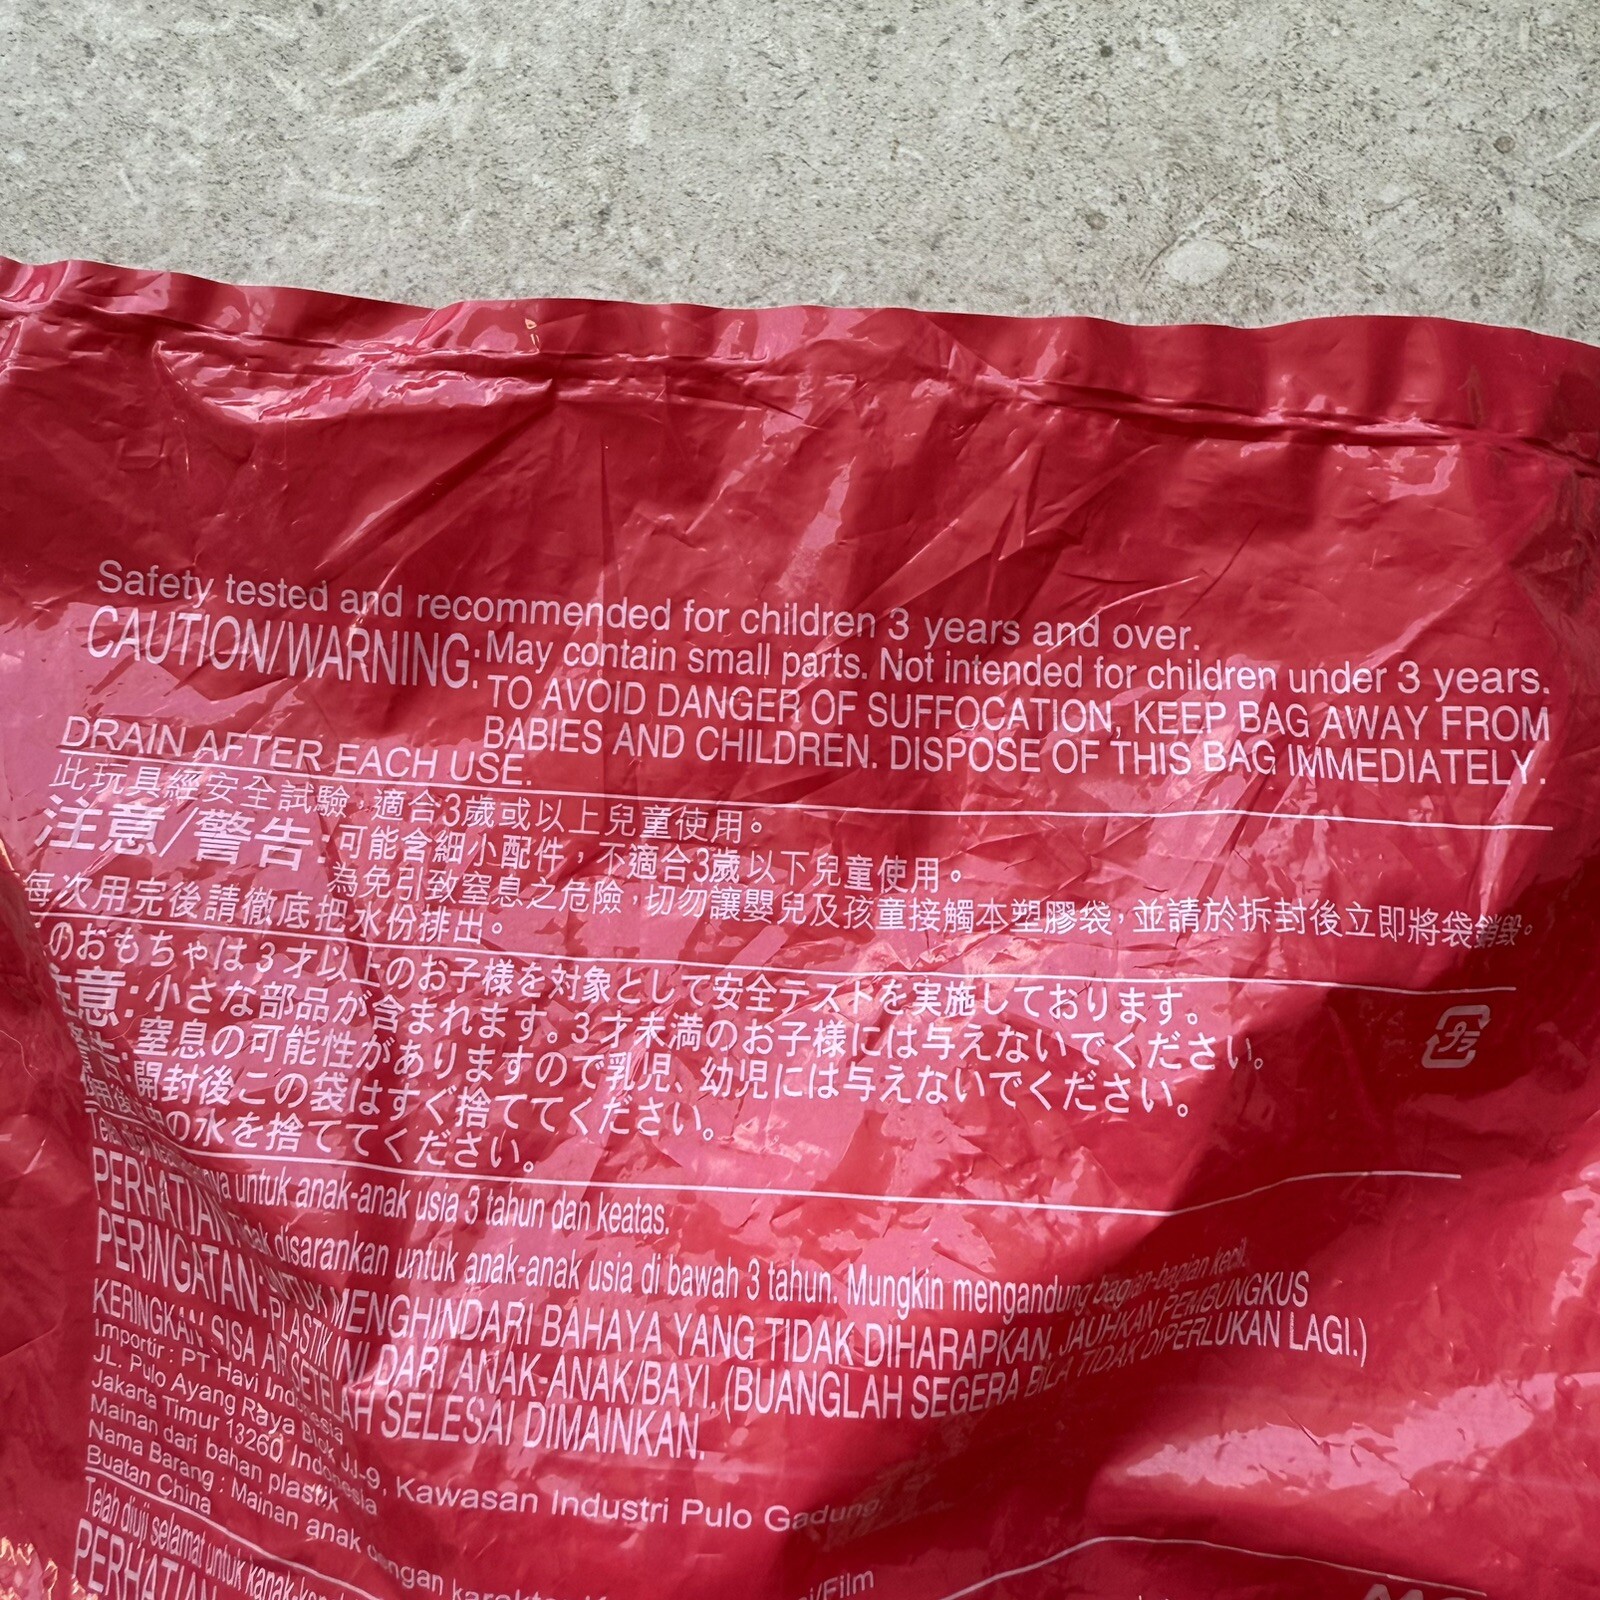 Safety tested and recommended for children 3 years and over.
CAUTION/WARNING: May contain small parts. Not intended for children under 3 years.
TO AVOID DANGER OF SUFFOCATION, KEEP BAG AWAY FROM
BABIES AND CHILDREN. DISPOSE OF THIS BAG IMMEDIATELY.
DRAIN AFTER EACH USE.
此玩具經安全試驗，適合3歲或以上兒童使用。
注意/警告: 可能含細小配件，不適合3歲以下兒童使用。
為免引致窒息之危險，切勿讓嬰兒及孩童接觸本塑膠袋，並請於拆封後立即將袋銷毀。
每次用完後請徹底把水份排出。
のおもちゃは3才以上のお子様を対象として安全テストを実施しております。
注意: 小さな部品が含まれます。3才未満のお子様には与えないでください。
警告: 窒息の可能性がありますので乳児、幼児には与えないでください。
開封後この袋はすぐ捨ててください。
使用後 の水を捨ててください。
プラ
untuk anak-anak usia 3 tahun dan keatas.
PERHATIAN disarankan untuk anak-anak usia di bawah 3 tahun. Mungkin mengandung bagian-bagian kecil.
PERINGATAN: UNTUK MENGHINDARI BAHAYA YANG TIDAK DIHARAPKAN, JAUHKAN PEMBUNGKUS
PLASTIK INI DARI ANAK-ANAK/BAYI. (BUANGLAH SEGERA BILA TIDAK DIPERLUKAN LAGI.)
KERINGKAN SISA AIR SETELAH SELESAI DIMAINKAN.
Importir : PT Havi Indonesia
JL. Pulo Ayang Raya Blok JJ-9, Kawasan Industri Pulo Gadung,
Jakarta Timur 13260, Indonesia
Mainan dari bahan plastik
Nama Barang : Mainan anak dengan
Buatan China
Telah diuji selamat untuk
PERHATIAN
/Film